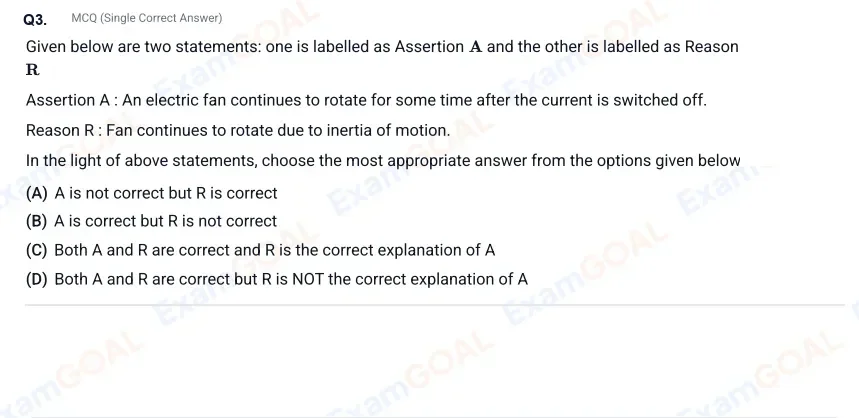 Q3. MCQ (Single Correct Answer)
Given below are two statements: one is labelled as Assertion A and the other is labelled as Reason
R
Assertion A : An electric fan continues to rotate for some time after the current is switched off.
Reason R : Fan continues to rotate due to inertia of motion.
In the light of above statements, choose the most appropriate answer from the options given below
(A) A is not correct but R is correct
(B) A is correct but R is not correct
(C) Both A and R are correct and R is the correct explanation of A
(D) Both A and R are correct but R is NOT the correct explanation of A
ExamGOAL
ExamGOAL
ExamGOAL
ExamGOAL